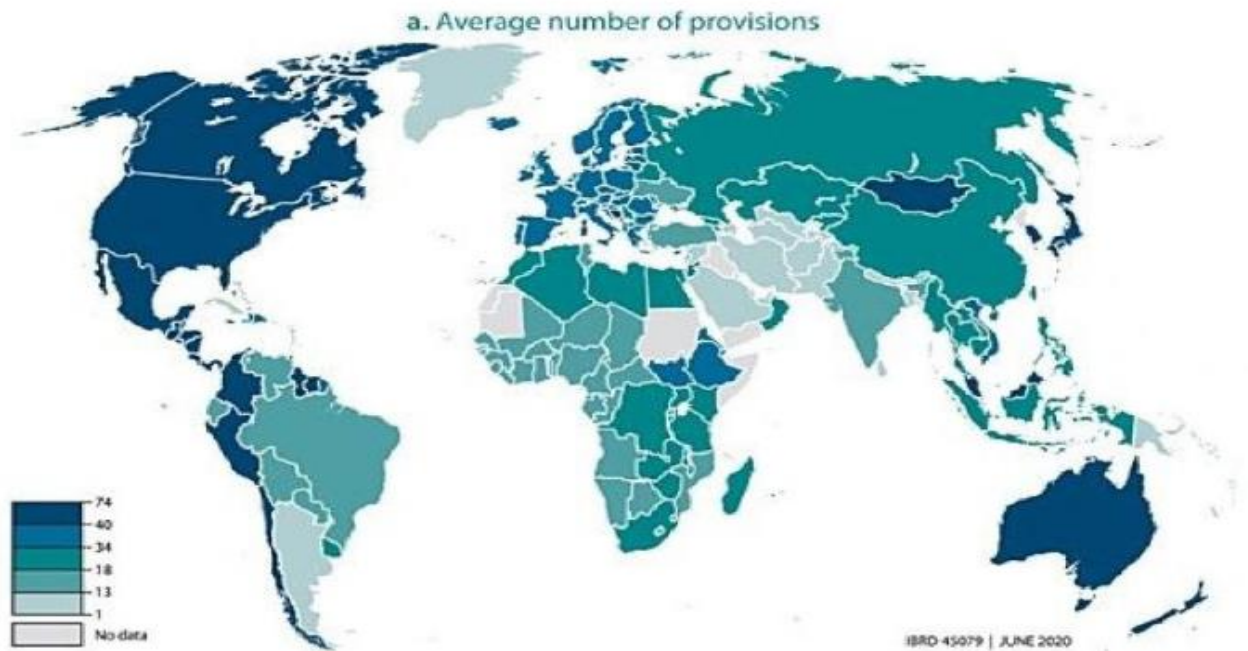 a. Average number of provisions
74
40
34
18
13
1
No data
IBRD 45079 | JUNE 2020